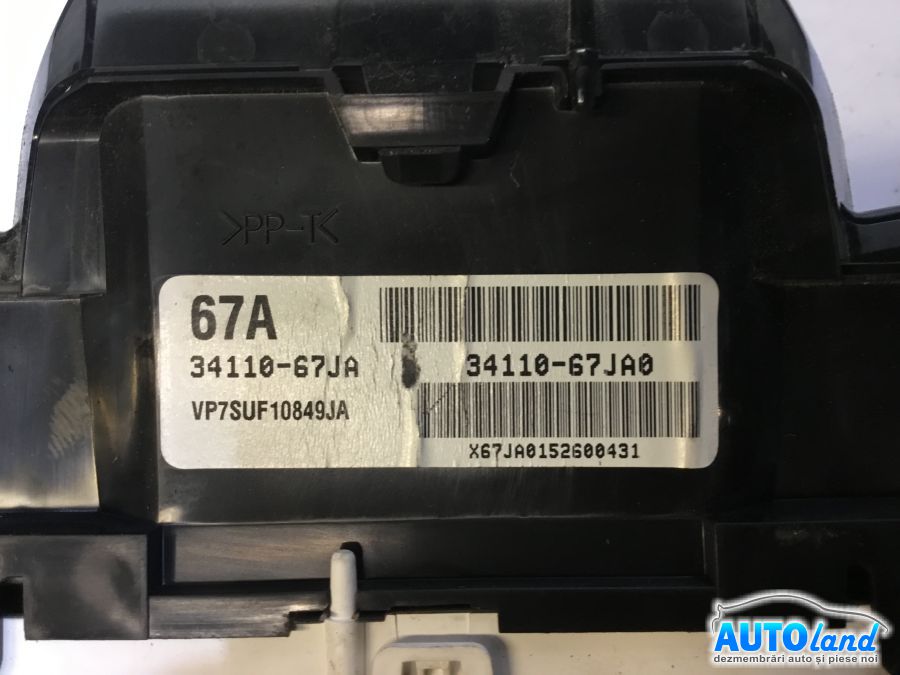 >PP-T<
67A
34110-67JA
34110-67JA0
VP7SUF10849JA
X67JA0152600431
AUTOland
dezmembrări auto și piese noi